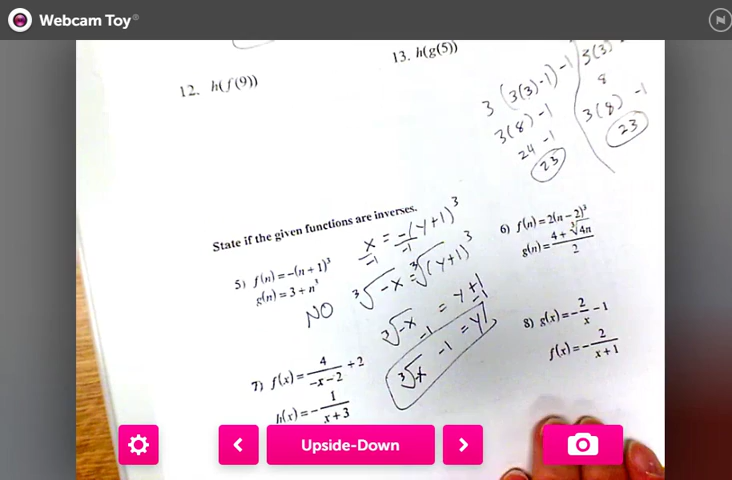 Webcam Toy
13. h(g(5))
12. h(f(9))
3 (3(3)-1)-1
3(8)-1
24 -1
23
3(3)
8
3(8) -1
23
State if the given functions are inverses.
5) f(n) = -(n + 1)³
g(n) = 3 + n³
NO
x = -(y+1)³
-1 -1
∛-x = ∛(y+1)³
∛-x = y+1
-1 -1
∛-x -1 = y
6) f(n) = 2(n - 2)³
g(n) = (4 + ∛4n)/2
7) f(x) = 4/(-x - 2) + 2
h(x) = -1/(x + 3)
8) g(x) = -2/x - 1
f(x) = -2/(x + 1)
Upside-Down